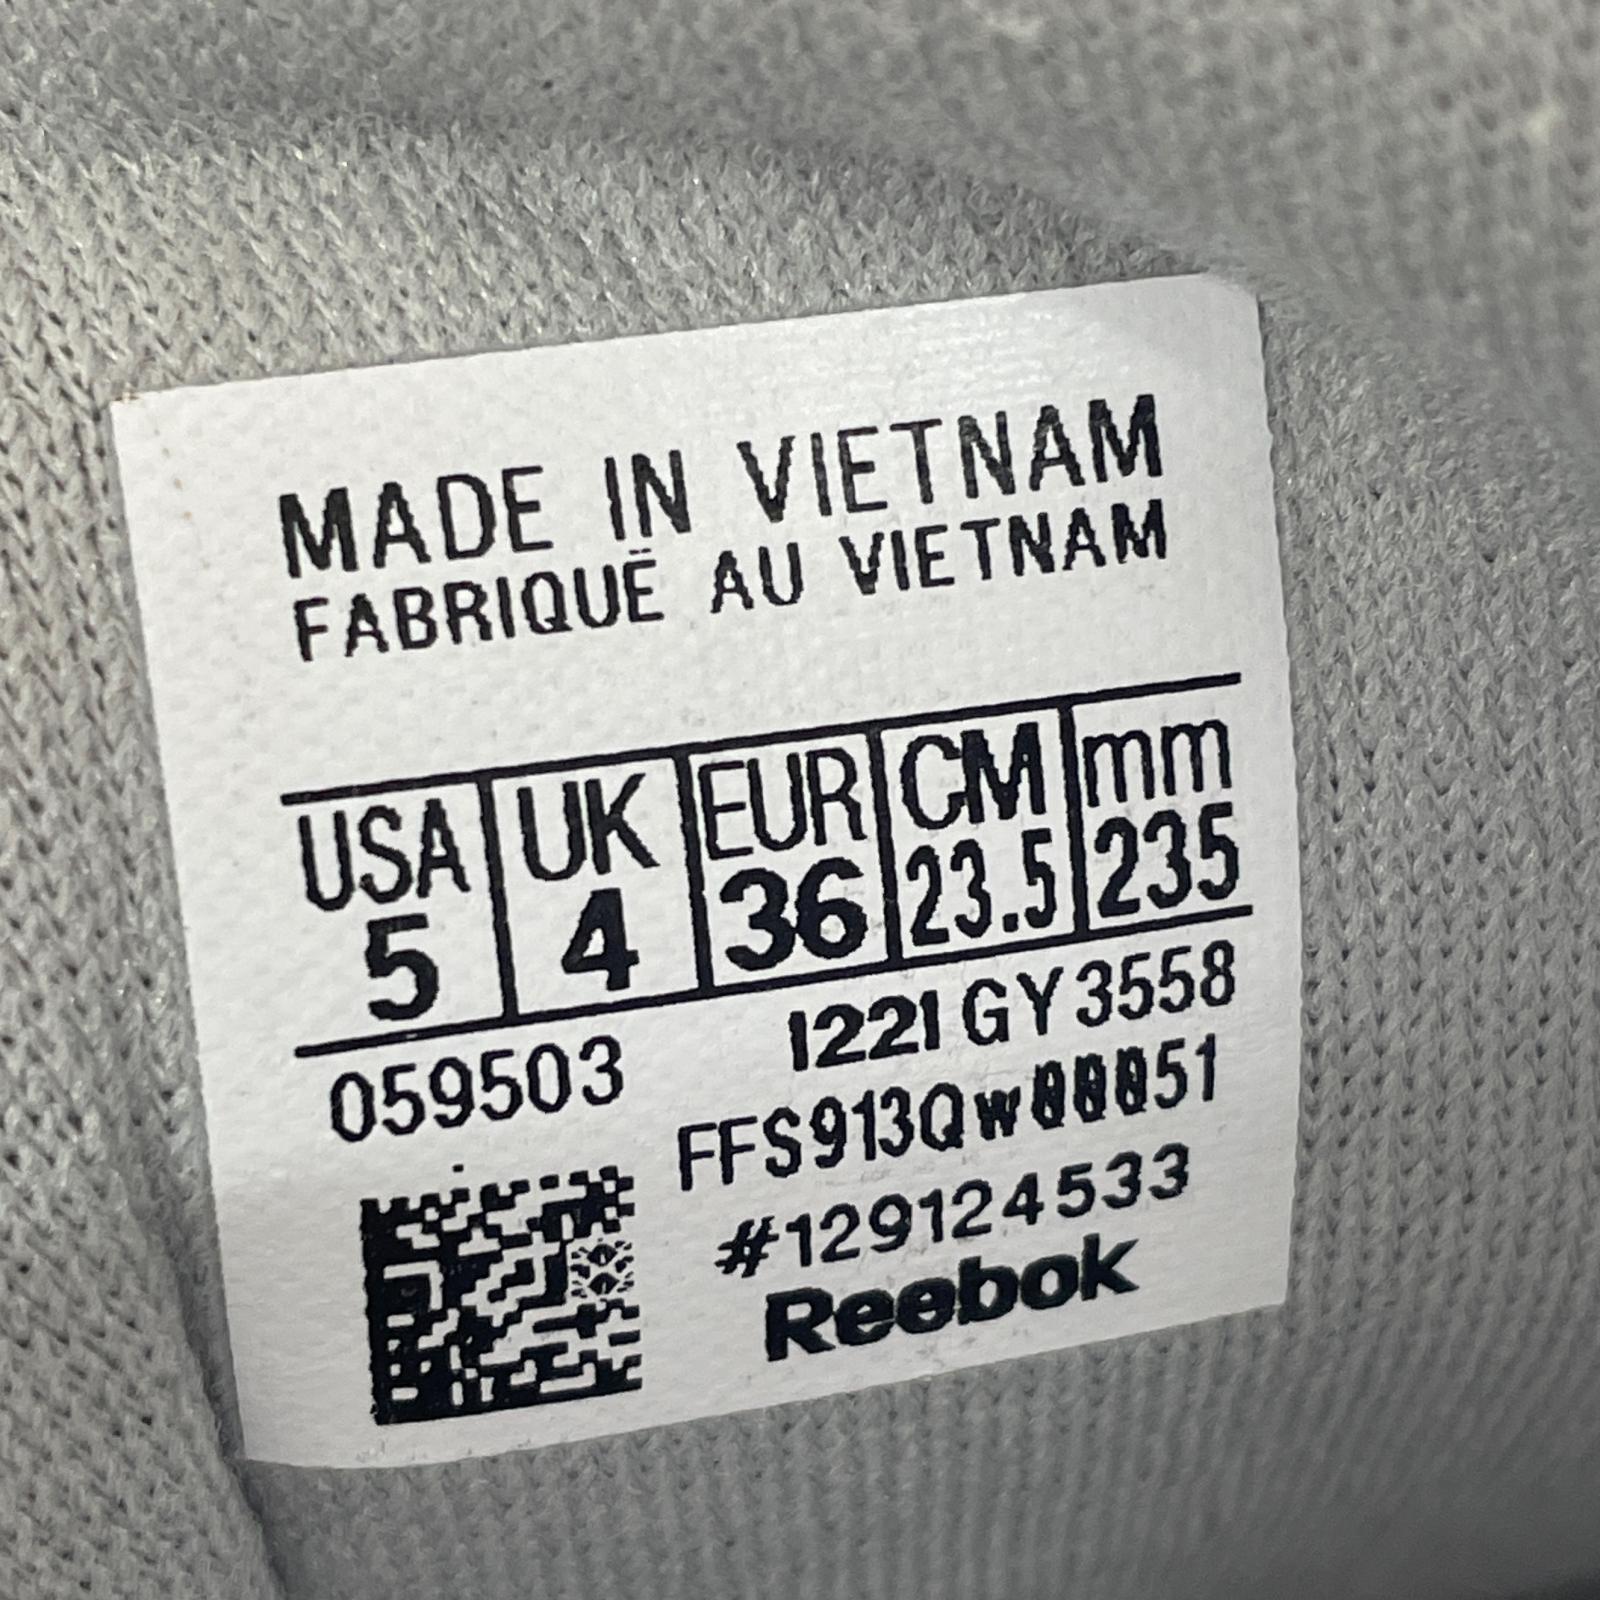 MADE IN VIETNAM
FABRIQUË AU VIETNAM
USA UK EUR CM mm
5 4 36 23.5 235
059503 1221 GY3558
#129124533
Reebok